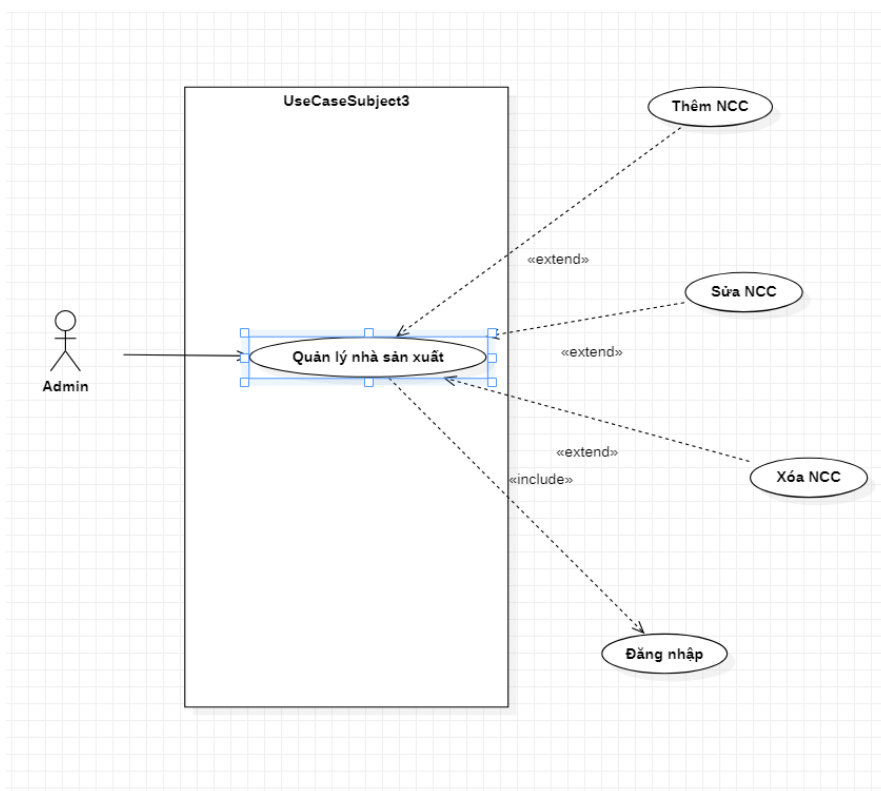 UseCaseSubject3
Thêm NCC
«extend»
Sửa NCC
«extend»
Quản lý nhà sản xuất
Admin
«extend»
Xóa NCC
«include»
Đăng nhập